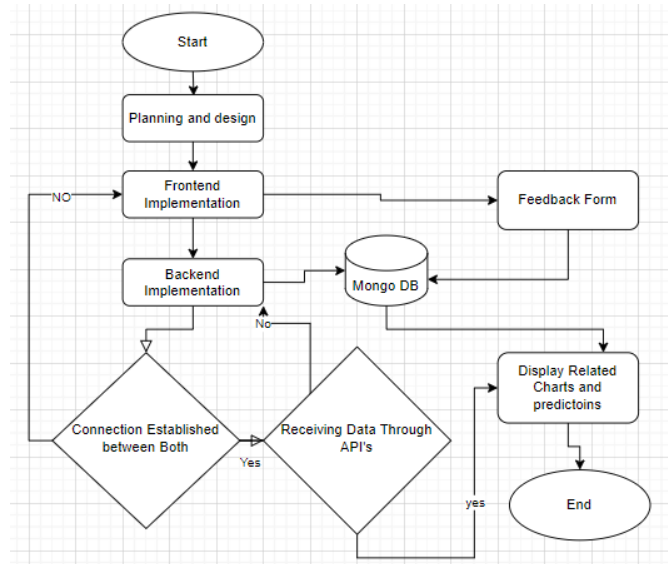 Start
Planning and design
Frontend
Implementation
NO
Feedback Form
Backend
Implementation
Mongo DB
No
Connection Established
between Both
Yes
Receiving Data Through
API's
Display Related
Charts and
predictoins
yes
End